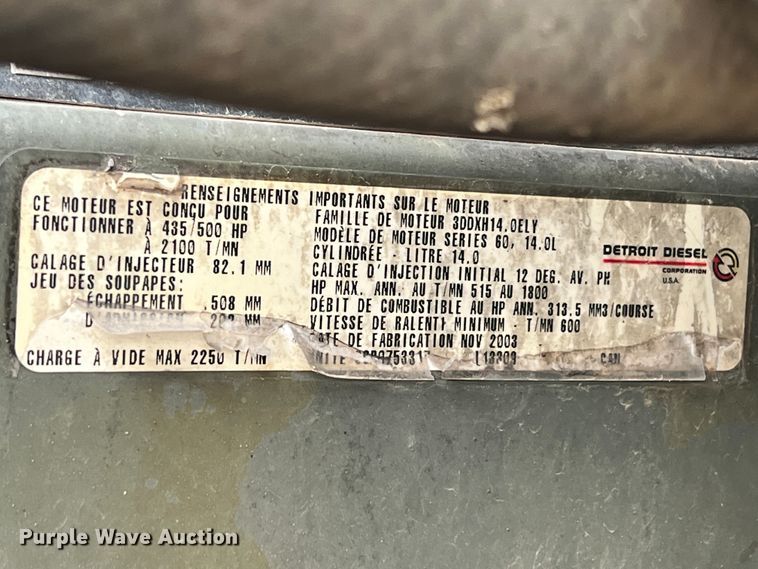 RENSEIGNEMENTS IMPORTANTS SUR LE MOTEUR
CE MOTEUR EST CONÇU POUR
FONCTIONNER À 435/500 HP
À 2100 T/MN
CALAGE D'INJECTEUR 82.1 MM
JEU DES SOUPAPES:
ÉCHAPPEMENT .508 MM
MM
CHARGE À VIDE MAX 2250 T/MN
FAMILLE DE MOTEUR 3DDXH14.0ELY
MODÈLE DE MOTEUR SERIES 60, 14.0L
CYLINDRÉE - LITRE 14.0
CALAGE D'INJECTION INITIAL 12 DEG. AV. PH
HP MAX. ANN. AU T/MN 515 AU 1800
DÉBIT DE COMBUSTIBLE AU HP ANN. 313.5 MM3/COURSE
VITESSE DE RALENTI MINIMUM - T/MN 600
DATE DE FABRICATION NOV 2003
CAN
DETROIT DIESEL
CORPORATION
U.S.A.
Purple Wave Auction